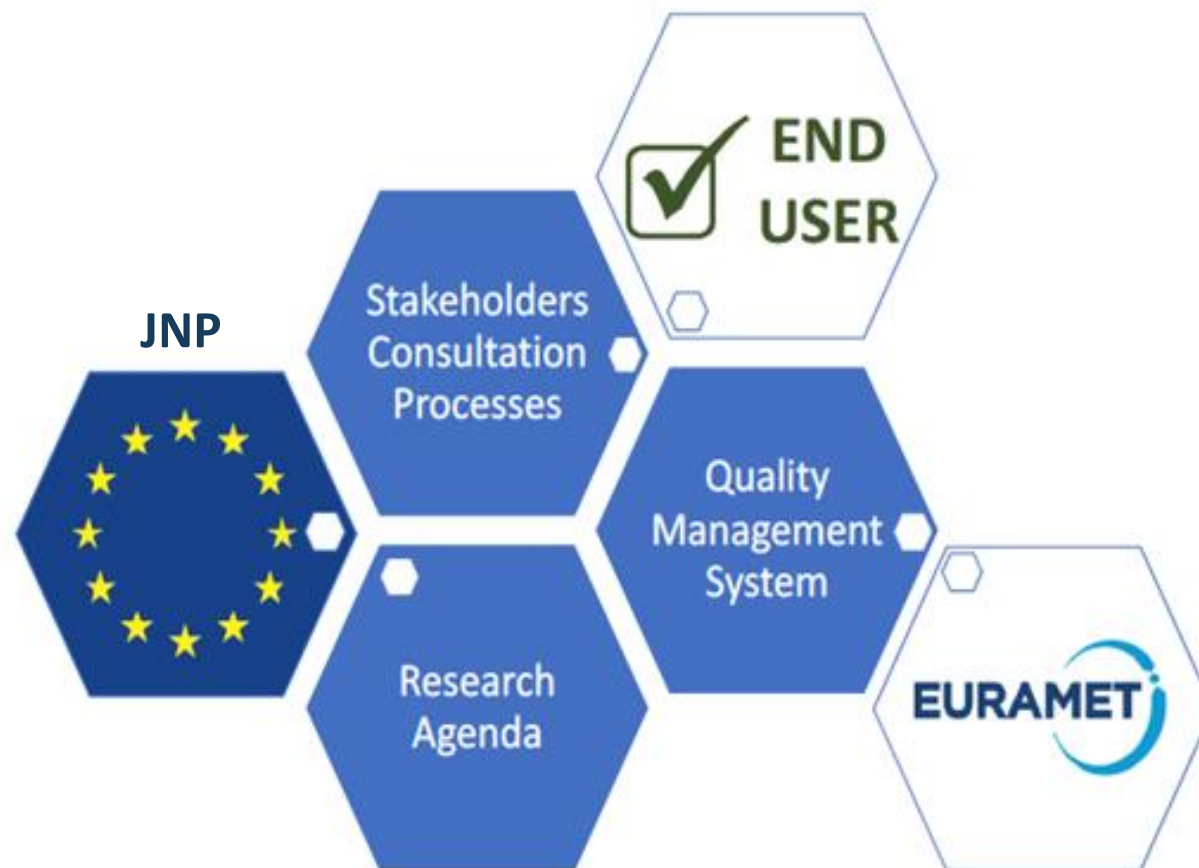 END
USER
Stakeholders
Consultation
Processes
JNP
Quality
Management
System
Research
Agenda
EURAMET